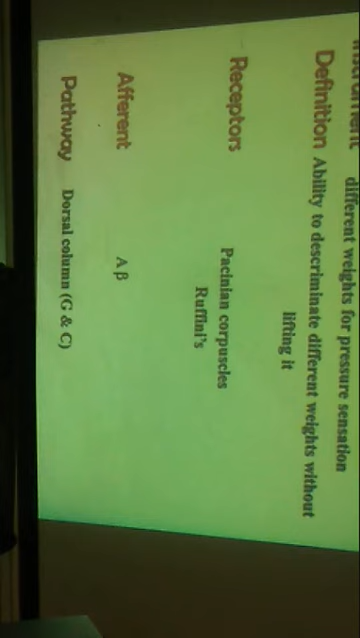 Instrument different weights for pressure sensation
Definition Ability to descriminate different weights without
lifting it
Receptors Pacinian corpuscles
Ruffini's
Afferent A β
Pathway Dorsal column (G & C)